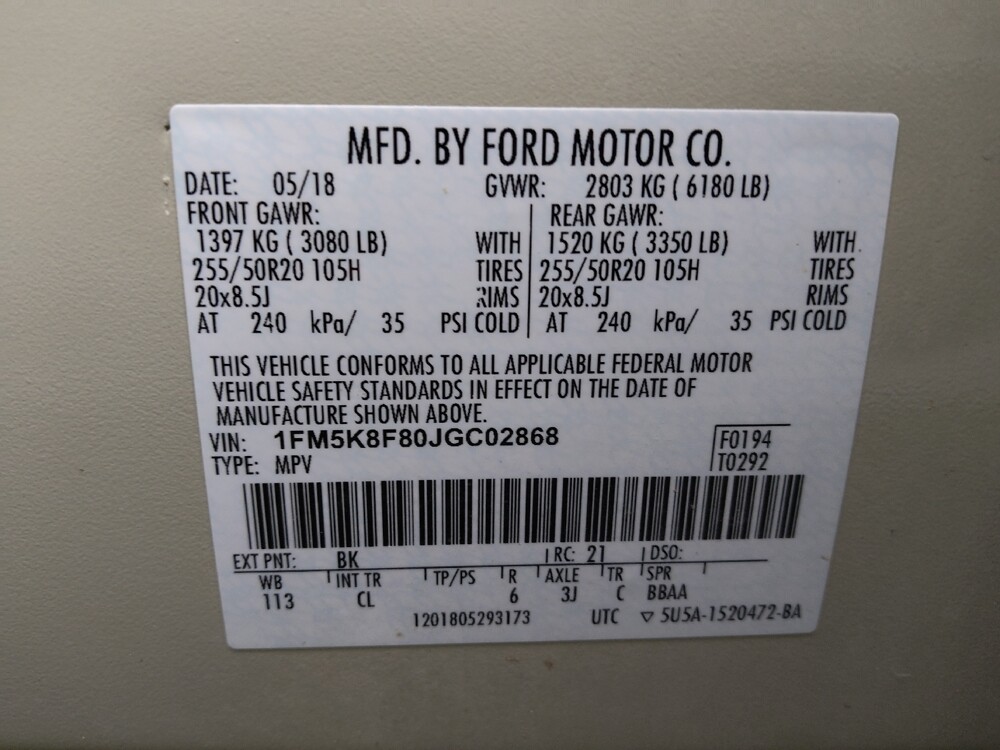 MFD. BY FORD MOTOR CO.
DATE: 05/18 GVWR: 2803 KG ( 6180 LB)
FRONT GAWR: REAR GAWR:
1397 KG ( 3080 LB) WITH 1520 KG ( 3350 LB) WITH
255/50R20 105H TIRES 255/50R20 105H TIRES
20x8.5J RIMS 20x8.5J RIMS
AT 240 kPa/ 35 PSI COLD AT 240 kPa/ 35 PSI COLD
THIS VEHICLE CONFORMS TO ALL APPLICABLE FEDERAL MOTOR
VEHICLE SAFETY STANDARDS IN EFFECT ON THE DATE OF
MANUFACTURE SHOWN ABOVE.
VIN: 1FM5K8F80JGC02868 F0194
TYPE: MPV T0292
EXT PNT: BK RC: 21 DSO:
WB INT TR TP/PS R AXLE TR SPR
113 CL 6 3J C BBAA
1201805293173 UTC ▽ 5U5A-1520472-BA